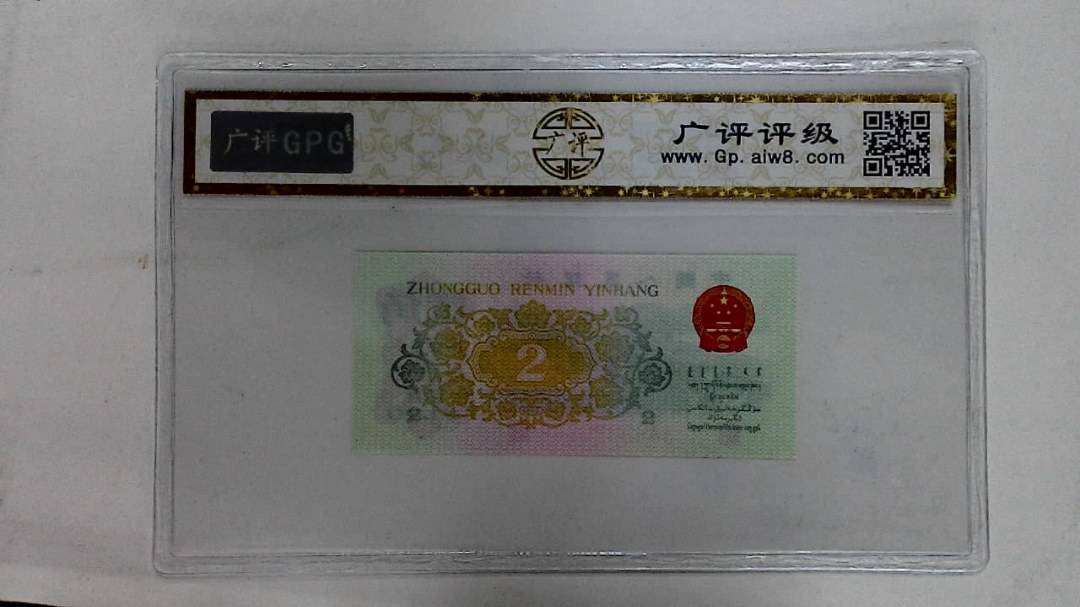 广评GPG
广评
广评评级
www.Gp.aiw8.com
ZHONGGUO RENMIN YINHANG
2
2
2